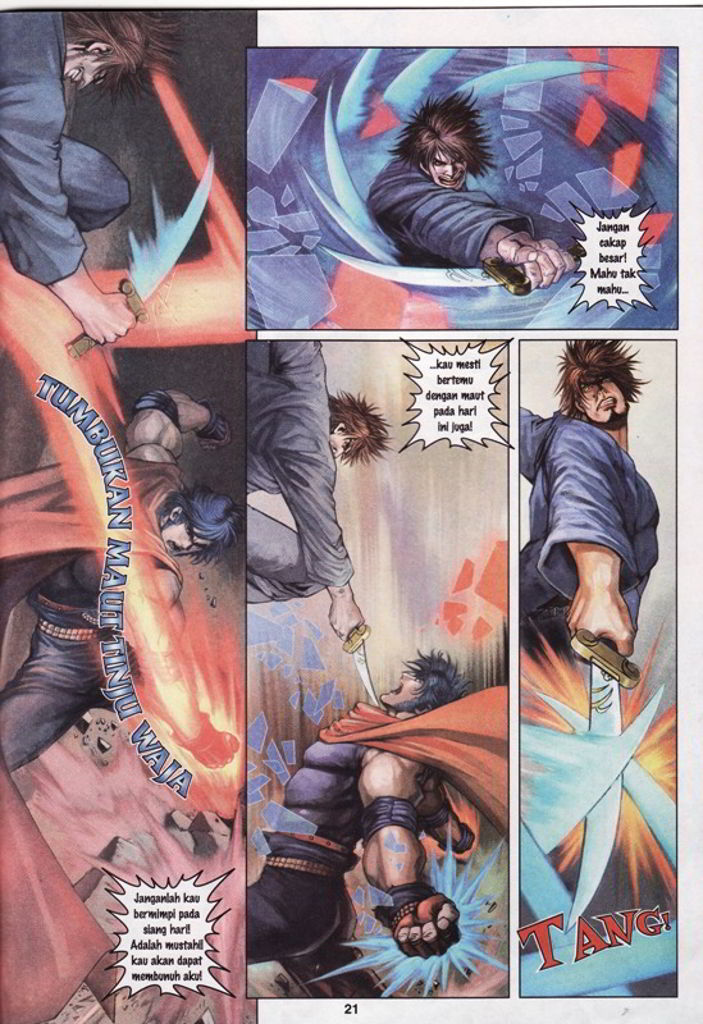 TUMBUKAN MAUT TINJU WAJA
Janganlah kau
bermimpi pada
siang hari!
Adalah mustahil
kau akan dapat
membunuh aku!
Jangan
cakap
besar!
Mahu tak
mahu...
...kau mesti
bertemu
dengan maut
pada hari
ini juga!
TANG!
21